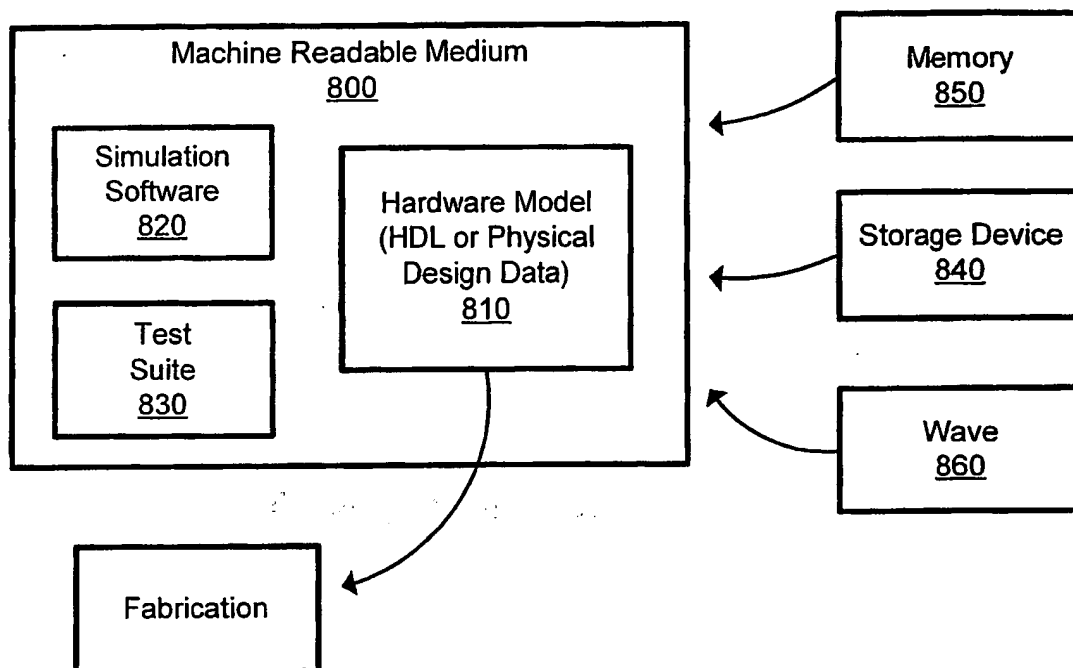 Machine Readable Medium
800
Simulation
Software
820
Test
Suite
830
Hardware Model
(HDL or Physical
Design Data)
810
Memory
850
Storage Device
840
Wave
860
Fabrication